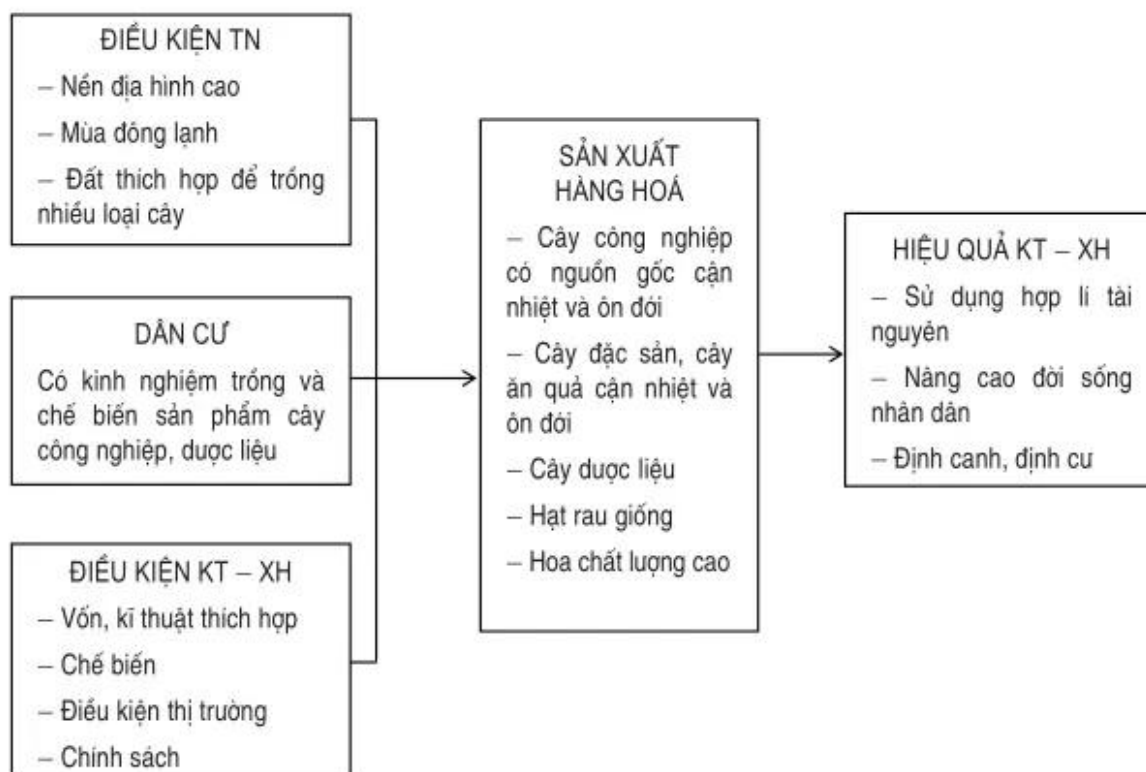 ĐIỀU KIỆN TN
– Nền địa hình cao
– Mùa đông lạnh
– Đất thích hợp để trồng
nhiều loại cây
DÂN CƯ
Có kinh nghiệm trồng và
chế biến sản phẩm cây
công nghiệp, dược liệu
ĐIỀU KIỆN KT – XH
– Vốn, kĩ thuật thích hợp
– Chế biến
– Điều kiện thị trường
– Chính sách
SẢN XUẤT
HÀNG HOÁ
– Cây công nghiệp
có nguồn gốc cận
nhiệt và ôn đới
– Cây đặc sản, cây
ăn quả cận nhiệt và
ôn đới
– Cây dược liệu
– Hạt rau giống
– Hoa chất lượng cao
HIỆU QUẢ KT – XH
– Sử dụng hợp lí tài
nguyên
– Nâng cao đời sống
nhân dân
– Định canh, định cư